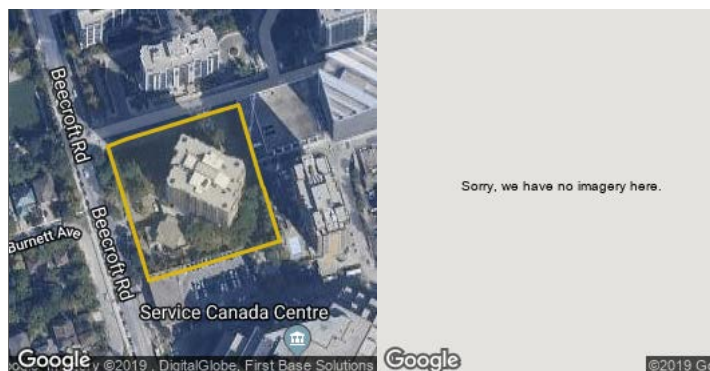 Beecroft Rd
Beecroft Rd
Burnett Ave
Service Canada Centre
Sorry, we have no imagery here.
Google
©2019 , DigitalGlobe, First Base Solutions
Google
©2019